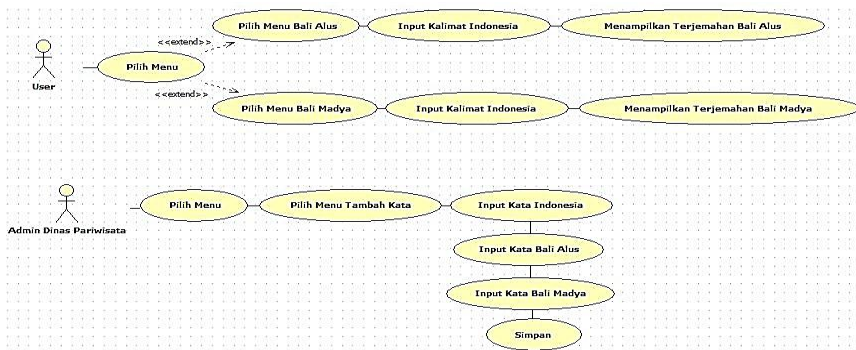 Pilih Menu Bali Alus
Input Kalimat Indonesia
Menampilkan Terjemahan Bali Alus
<<extend>>
User
Pilih Menu
<<extend>>
Pilih Menu Bali Madya
Input Kalimat Indonesia
Menampilkan Terjemahan Bali Madya
Admin Dinas Pariwisata
Pilih Menu
Pilih Menu Tambah Kata
Input Kata Indonesia
Input Kata Bali Alus
Input Kata Bali Madya
Simpan